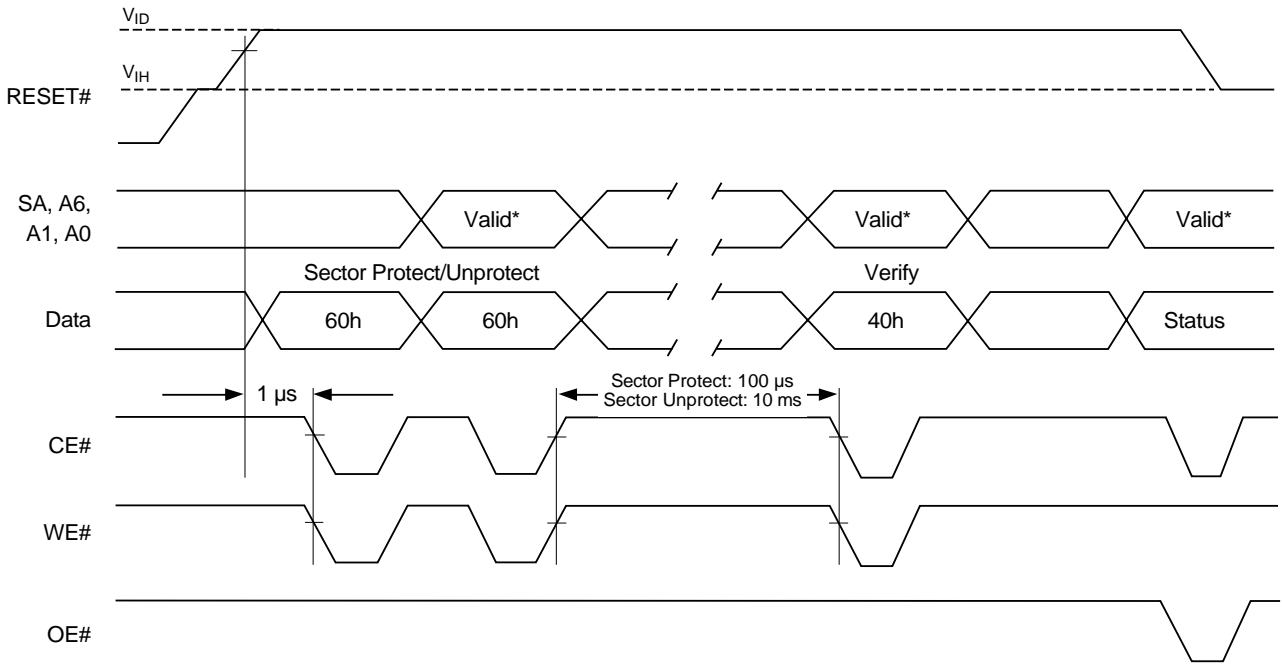 VID
VIH
RESET#
SA, A6,
A1, A0
Valid*
Valid*
Valid*
Sector Protect/Unprotect
Verify
Data
60h
60h
40h
Status
1 µs
Sector Protect: 100 µs
Sector Unprotect: 10 ms
CE#
WE#
OE#